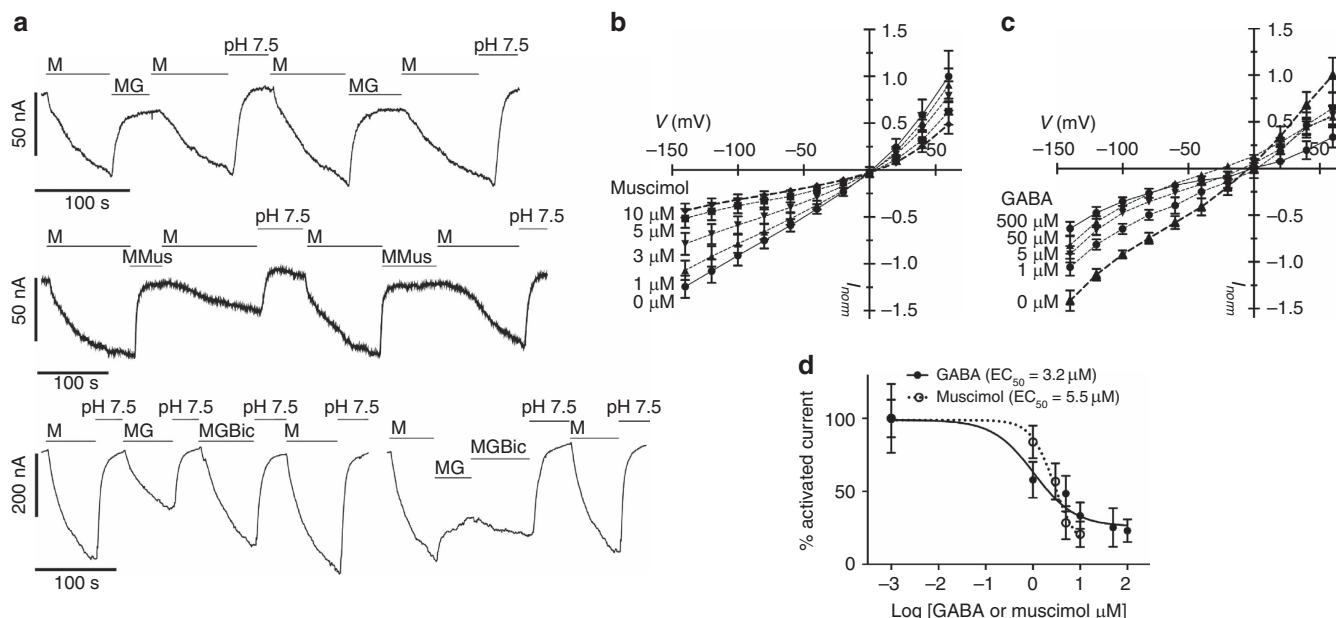 a
pH 7.5 pH 7.5
M M M M
MG MG
50 nA
100 s
pH 7.5 pH 7.5
M M M M
MMus MMus
50 nA
100 s
pH 7.5 pH 7.5 pH 7.5 pH 7.5 pH 7.5 pH 7.5
M MG MGBic M M MG MGBic M
200 nA
100 s
b
V (mV)
−150 −100 −50 50
1.5
1.0
0.5
−0.5
−1.0
−1.5
Inorm
Muscimol
10 µM
5 µM
3 µM
1 µM
0 µM
c
V (mV)
−150 −100 −50 50
1.5
1.0
0.5
−0.5
−1.0
−1.5
Inorm
GABA
500 µM
50 µM
5 µM
1 µM
0 µM
d
GABA (EC50 = 3.2 µM)
Muscimol (EC50 = 5.5 µM)
% activated current
100
50
0
−3 −2 −1 0 1 2
Log [GABA or muscimol µM]